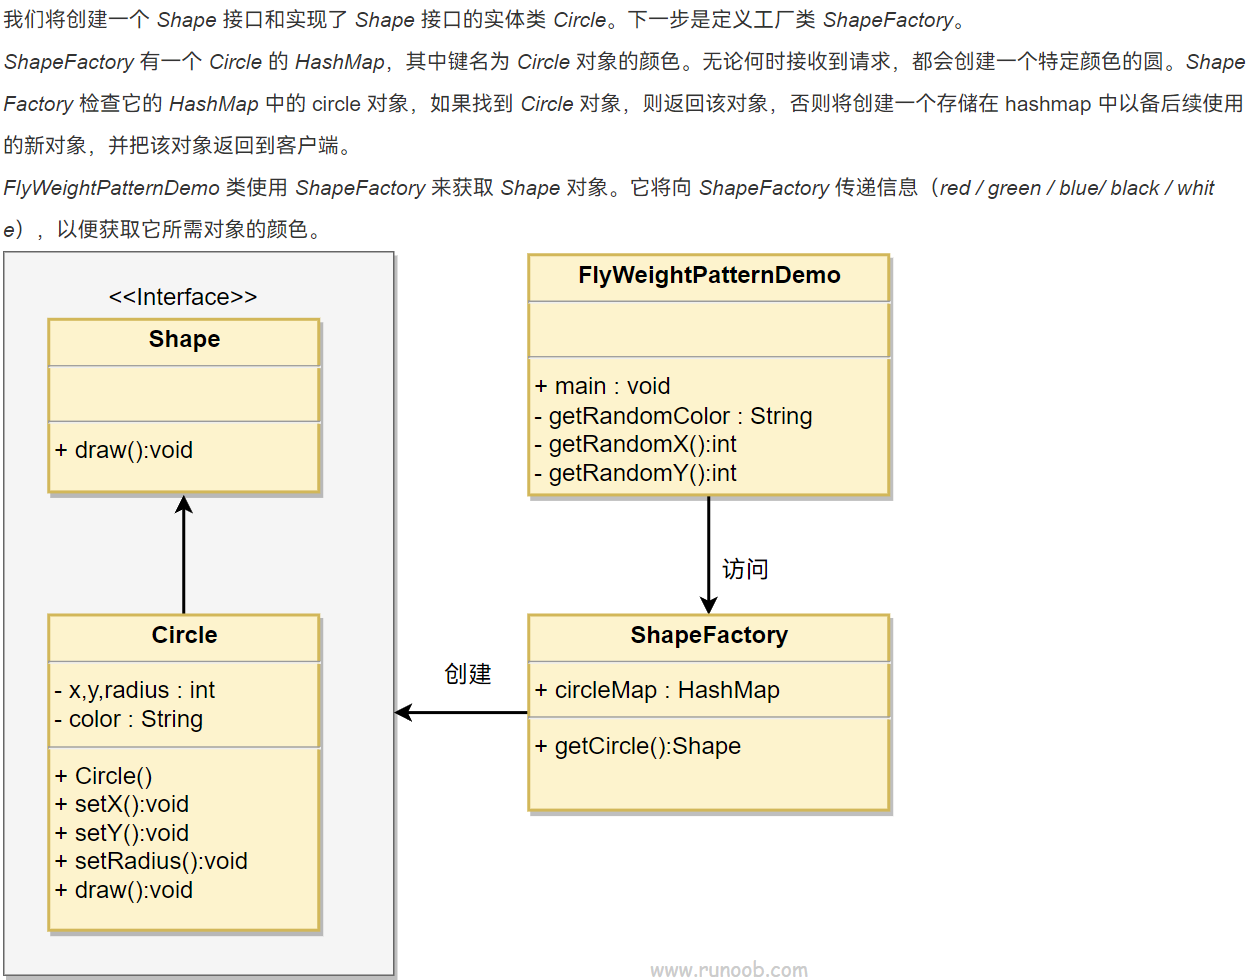 我们将创建一个 Shape 接口和实现了 Shape 接口的实体类 Circle。下一步是定义工厂类 ShapeFactory。
ShapeFactory 有一个 Circle 的 HashMap，其中键名为 Circle 对象的颜色。无论何时接收到请求，都会创建一个特定颜色的圆。Shape
Factory 检查它的 HashMap 中的 circle 对象，如果找到 Circle 对象，则返回该对象，否则将创建一个存储在 hashmap 中以备后续使用
的新对象，并把该对象返回到客户端。
FlyWeightPatternDemo 类使用 ShapeFactory 来获取 Shape 对象。它将向 ShapeFactory 传递信息（red / green / blue/ black / whit
e），以便获取它所需对象的颜色。
<<Interface>>
Shape
+ draw():void
Circle
- x,y,radius : int
- color : String
+ Circle()
+ setX():void
+ setY():void
+ setRadius():void
+ draw():void
FlyWeightPatternDemo
+ main : void
- getRandomColor : String
- getRandomX():int
- getRandomY():int
访问
创建
ShapeFactory
+ circleMap : HashMap
+ getCircle():Shape
www.runoob.com